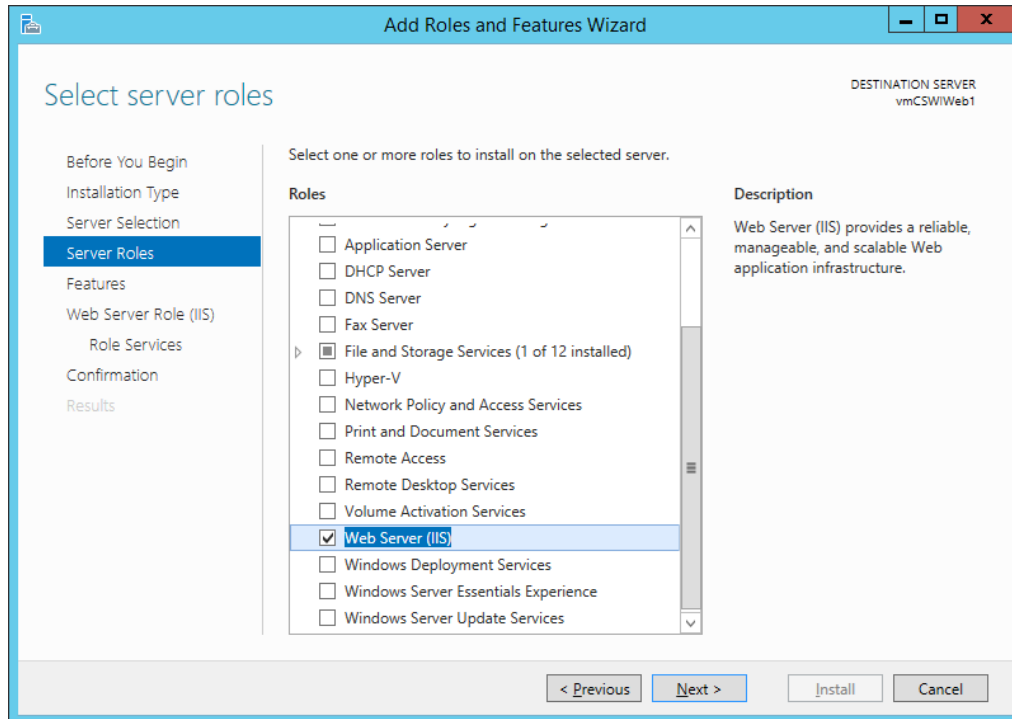 Add Roles and Features Wizard
Select server roles
DESTINATION SERVER
vmCSWIWeb1
Before You Begin
Installation Type
Server Selection
Server Roles
Features
Web Server Role (IIS)
Role Services
Confirmation
Results
Select one or more roles to install on the selected server.
Roles
Application Server
DHCP Server
DNS Server
Fax Server
File and Storage Services (1 of 12 installed)
Hyper-V
Network Policy and Access Services
Print and Document Services
Remote Access
Remote Desktop Services
Volume Activation Services
Web Server (IIS)
Windows Deployment Services
Windows Server Essentials Experience
Windows Server Update Services
Description
Web Server (IIS) provides a reliable,
manageable, and scalable Web
application infrastructure.
< Previous
Next >
Install
Cancel